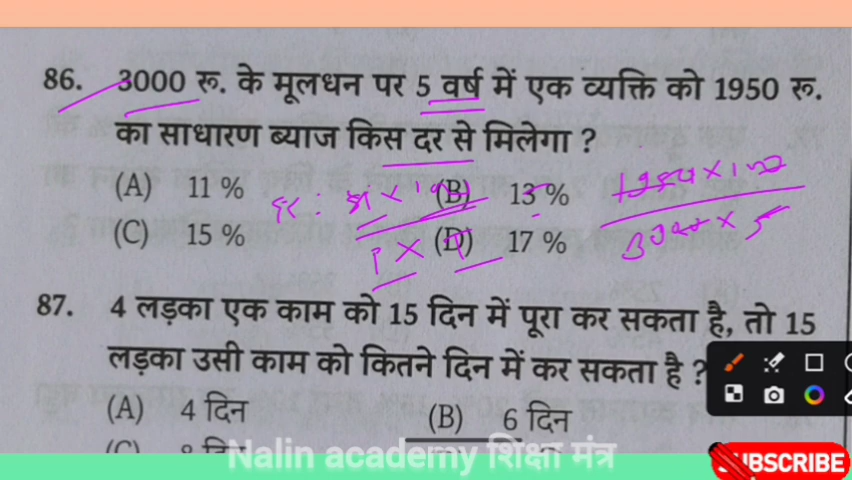 86. 3000 रू. के मूलधन पर 5 वर्ष में एक व्यक्ति को 1950 रू.
का साधारण ब्याज किस दर से मिलेगा ?
(A) 11 % (B) 13 %
(C) 15 % (D) 17 %
87. 4 लड़का एक काम को 15 दिन में पूरा कर सकता है, तो 15
लड़का उसी काम को कितने दिन में कर सकता है ?
(A) 4 दिन (B) 6 दिन
Nalin academy शिक्षा मंत्र
SUBSCRIBE